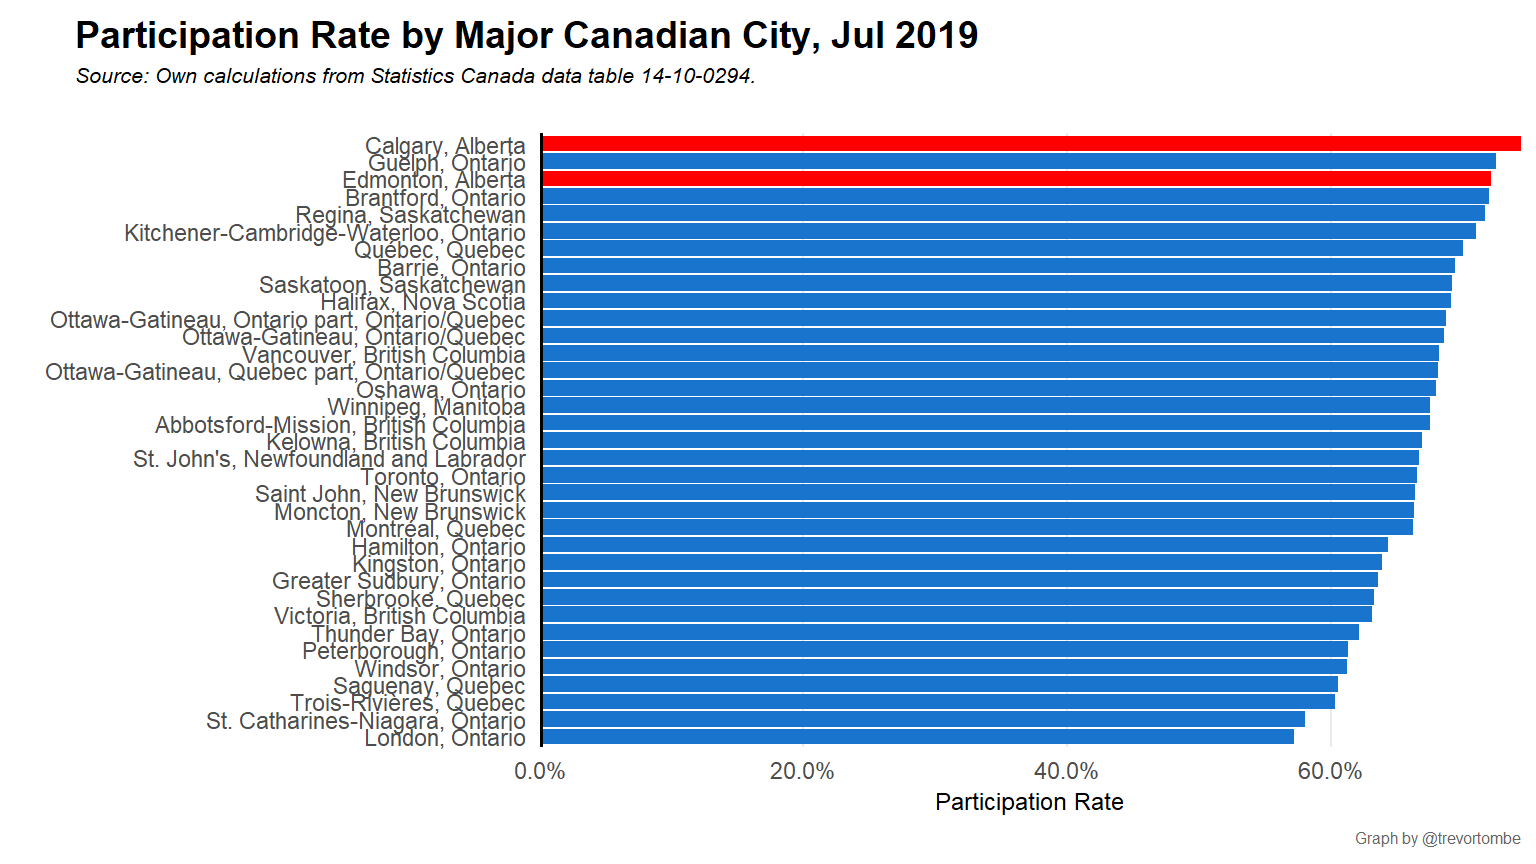 Participation Rate by Major Canadian City, Jul 2019
Source: Own calculations from Statistics Canada data table 14-10-0294.
Calgary, Alberta
Guelph, Ontario
Edmonton, Alberta
Brantford, Ontario
Regina, Saskatchewan
Kitchener-Cambridge-Waterloo, Ontario
Québec, Quebec
Barrie, Ontario
Saskatoon, Saskatchewan
Halifax, Nova Scotia
Ottawa-Gatineau, Ontario part, Ontario/Quebec
Ottawa-Gatineau, Ontario/Quebec
Vancouver, British Columbia
Ottawa-Gatineau, Quebec part, Ontario/Quebec
Oshawa, Ontario
Winnipeg, Manitoba
Abbotsford-Mission, British Columbia
Kelowna, British Columbia
St. John's, Newfoundland and Labrador
Toronto, Ontario
Saint John, New Brunswick
Moncton, New Brunswick
Montréal, Quebec
Hamilton, Ontario
Kingston, Ontario
Greater Sudbury, Ontario
Sherbrooke, Quebec
Victoria, British Columbia
Thunder Bay, Ontario
Peterborough, Ontario
Windsor, Ontario
Saguenay, Quebec
Trois-Rivières, Quebec
St. Catharines-Niagara, Ontario
London, Ontario
0.0% 20.0% 40.0% 60.0%
Participation Rate
Graph by @trevortombe